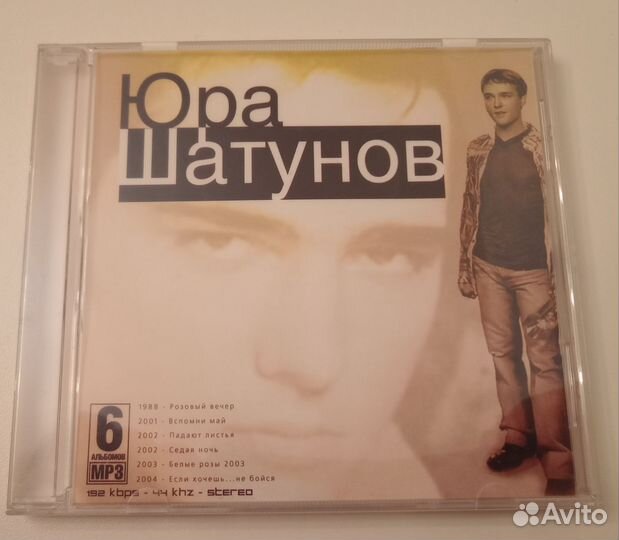 Юра
Шатунов
6
АЛЬБОМОВ
MP3
1988 - Розовый вечер
2001 - Вспомни май
2002 - Падают листья
2002 - Седая ночь
2003 - Белые розы 2003
2004 - Если хочешь...не бойся
192 kbps - 44 khz - stereo
Avito